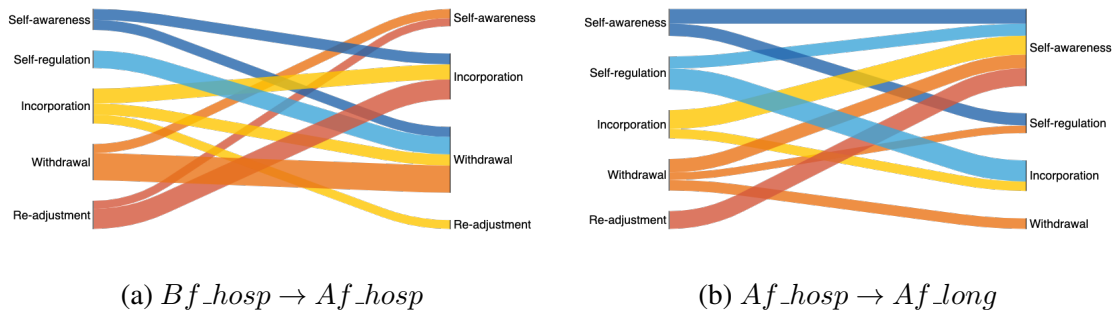 Self-awareness
Self-regulation
Incorporation
Withdrawal
Re-adjustment
Self-awareness
Incorporation
Withdrawal
Re-adjustment
(a) Bf_hosp → Af_hosp
Self-awareness
Self-regulation
Incorporation
Withdrawal
Re-adjustment
Self-awareness
Self-regulation
Incorporation
Withdrawal
(b) Af_hosp → Af_long